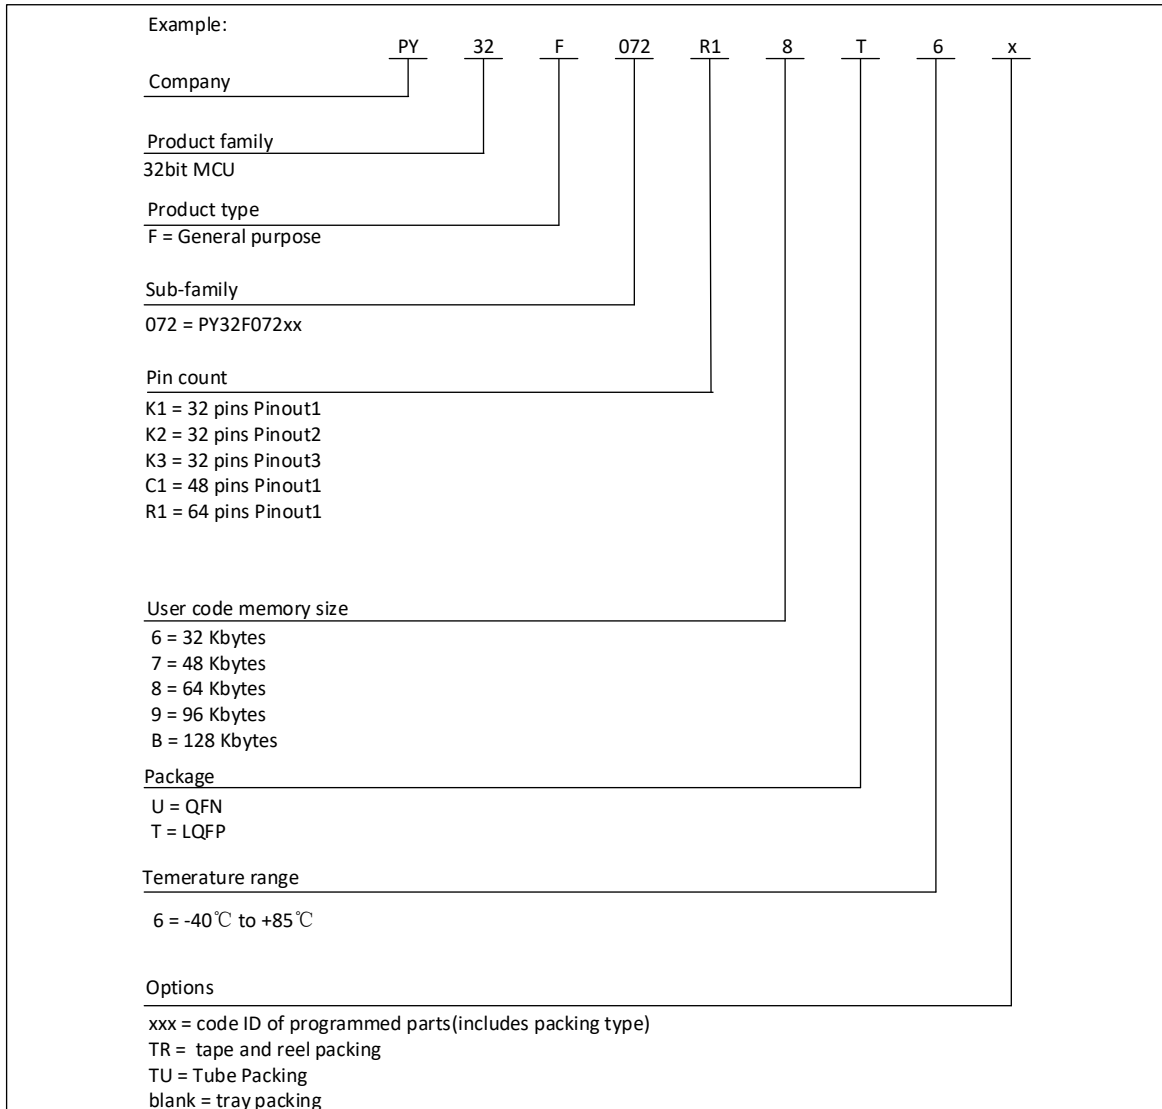 Example:
PY 32 F 072 R1 8 T 6 x
Company
Product family
32bit MCU
Product type
F = General purpose
Sub-family
072 = PY32F072xx
Pin count
K1 = 32 pins Pinout1
K2 = 32 pins Pinout2
K3 = 32 pins Pinout3
C1 = 48 pins Pinout1
R1 = 64 pins Pinout1
User code memory size
6 = 32 Kbytes
7 = 48 Kbytes
8 = 64 Kbytes
9 = 96 Kbytes
B = 128 Kbytes
Package
U = QFN
T = LQFP
Temerature range
6 = -40℃ to +85℃
Options
xxx = code ID of programmed parts(includes packing type)
TR = tape and reel packing
TU = Tube Packing
blank = tray packing